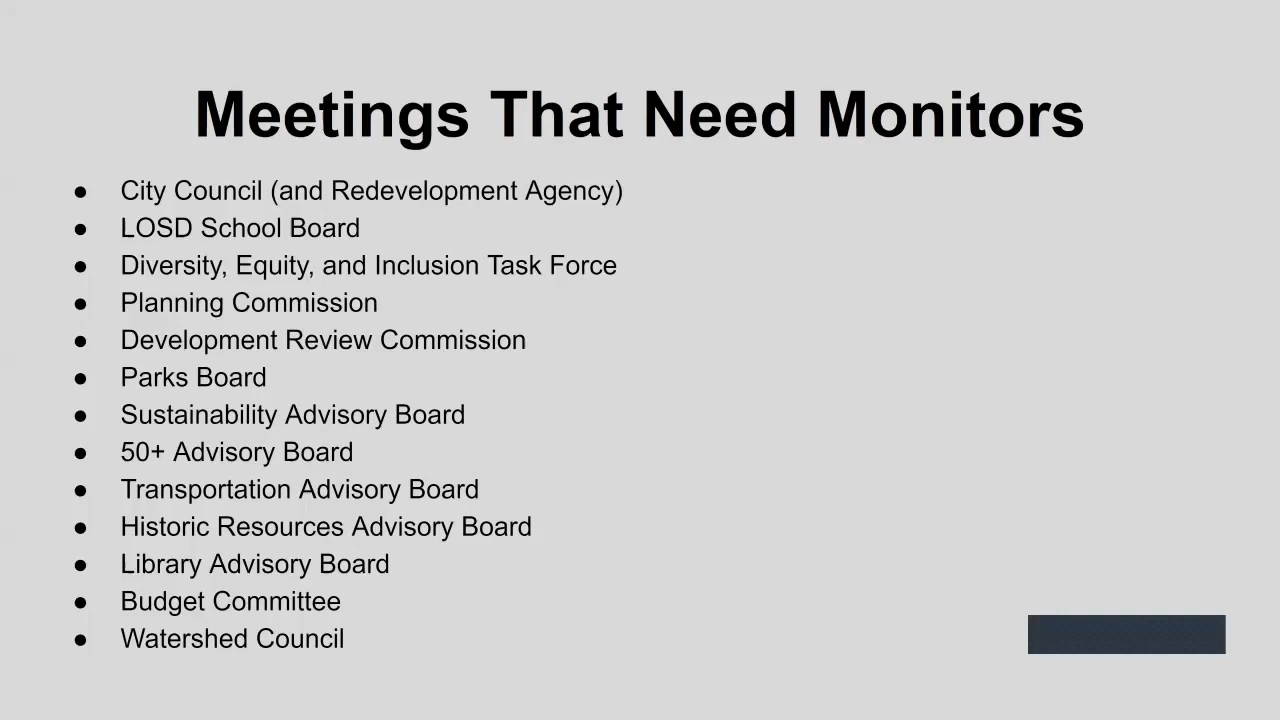 Meetings That Need Monitors
● City Council (and Redevelopment Agency)
● LOSD School Board
● Diversity, Equity, and Inclusion Task Force
● Planning Commission
● Development Review Commission
● Parks Board
● Sustainability Advisory Board
● 50+ Advisory Board
● Transportation Advisory Board
● Historic Resources Advisory Board
● Library Advisory Board
● Budget Committee
● Watershed Council